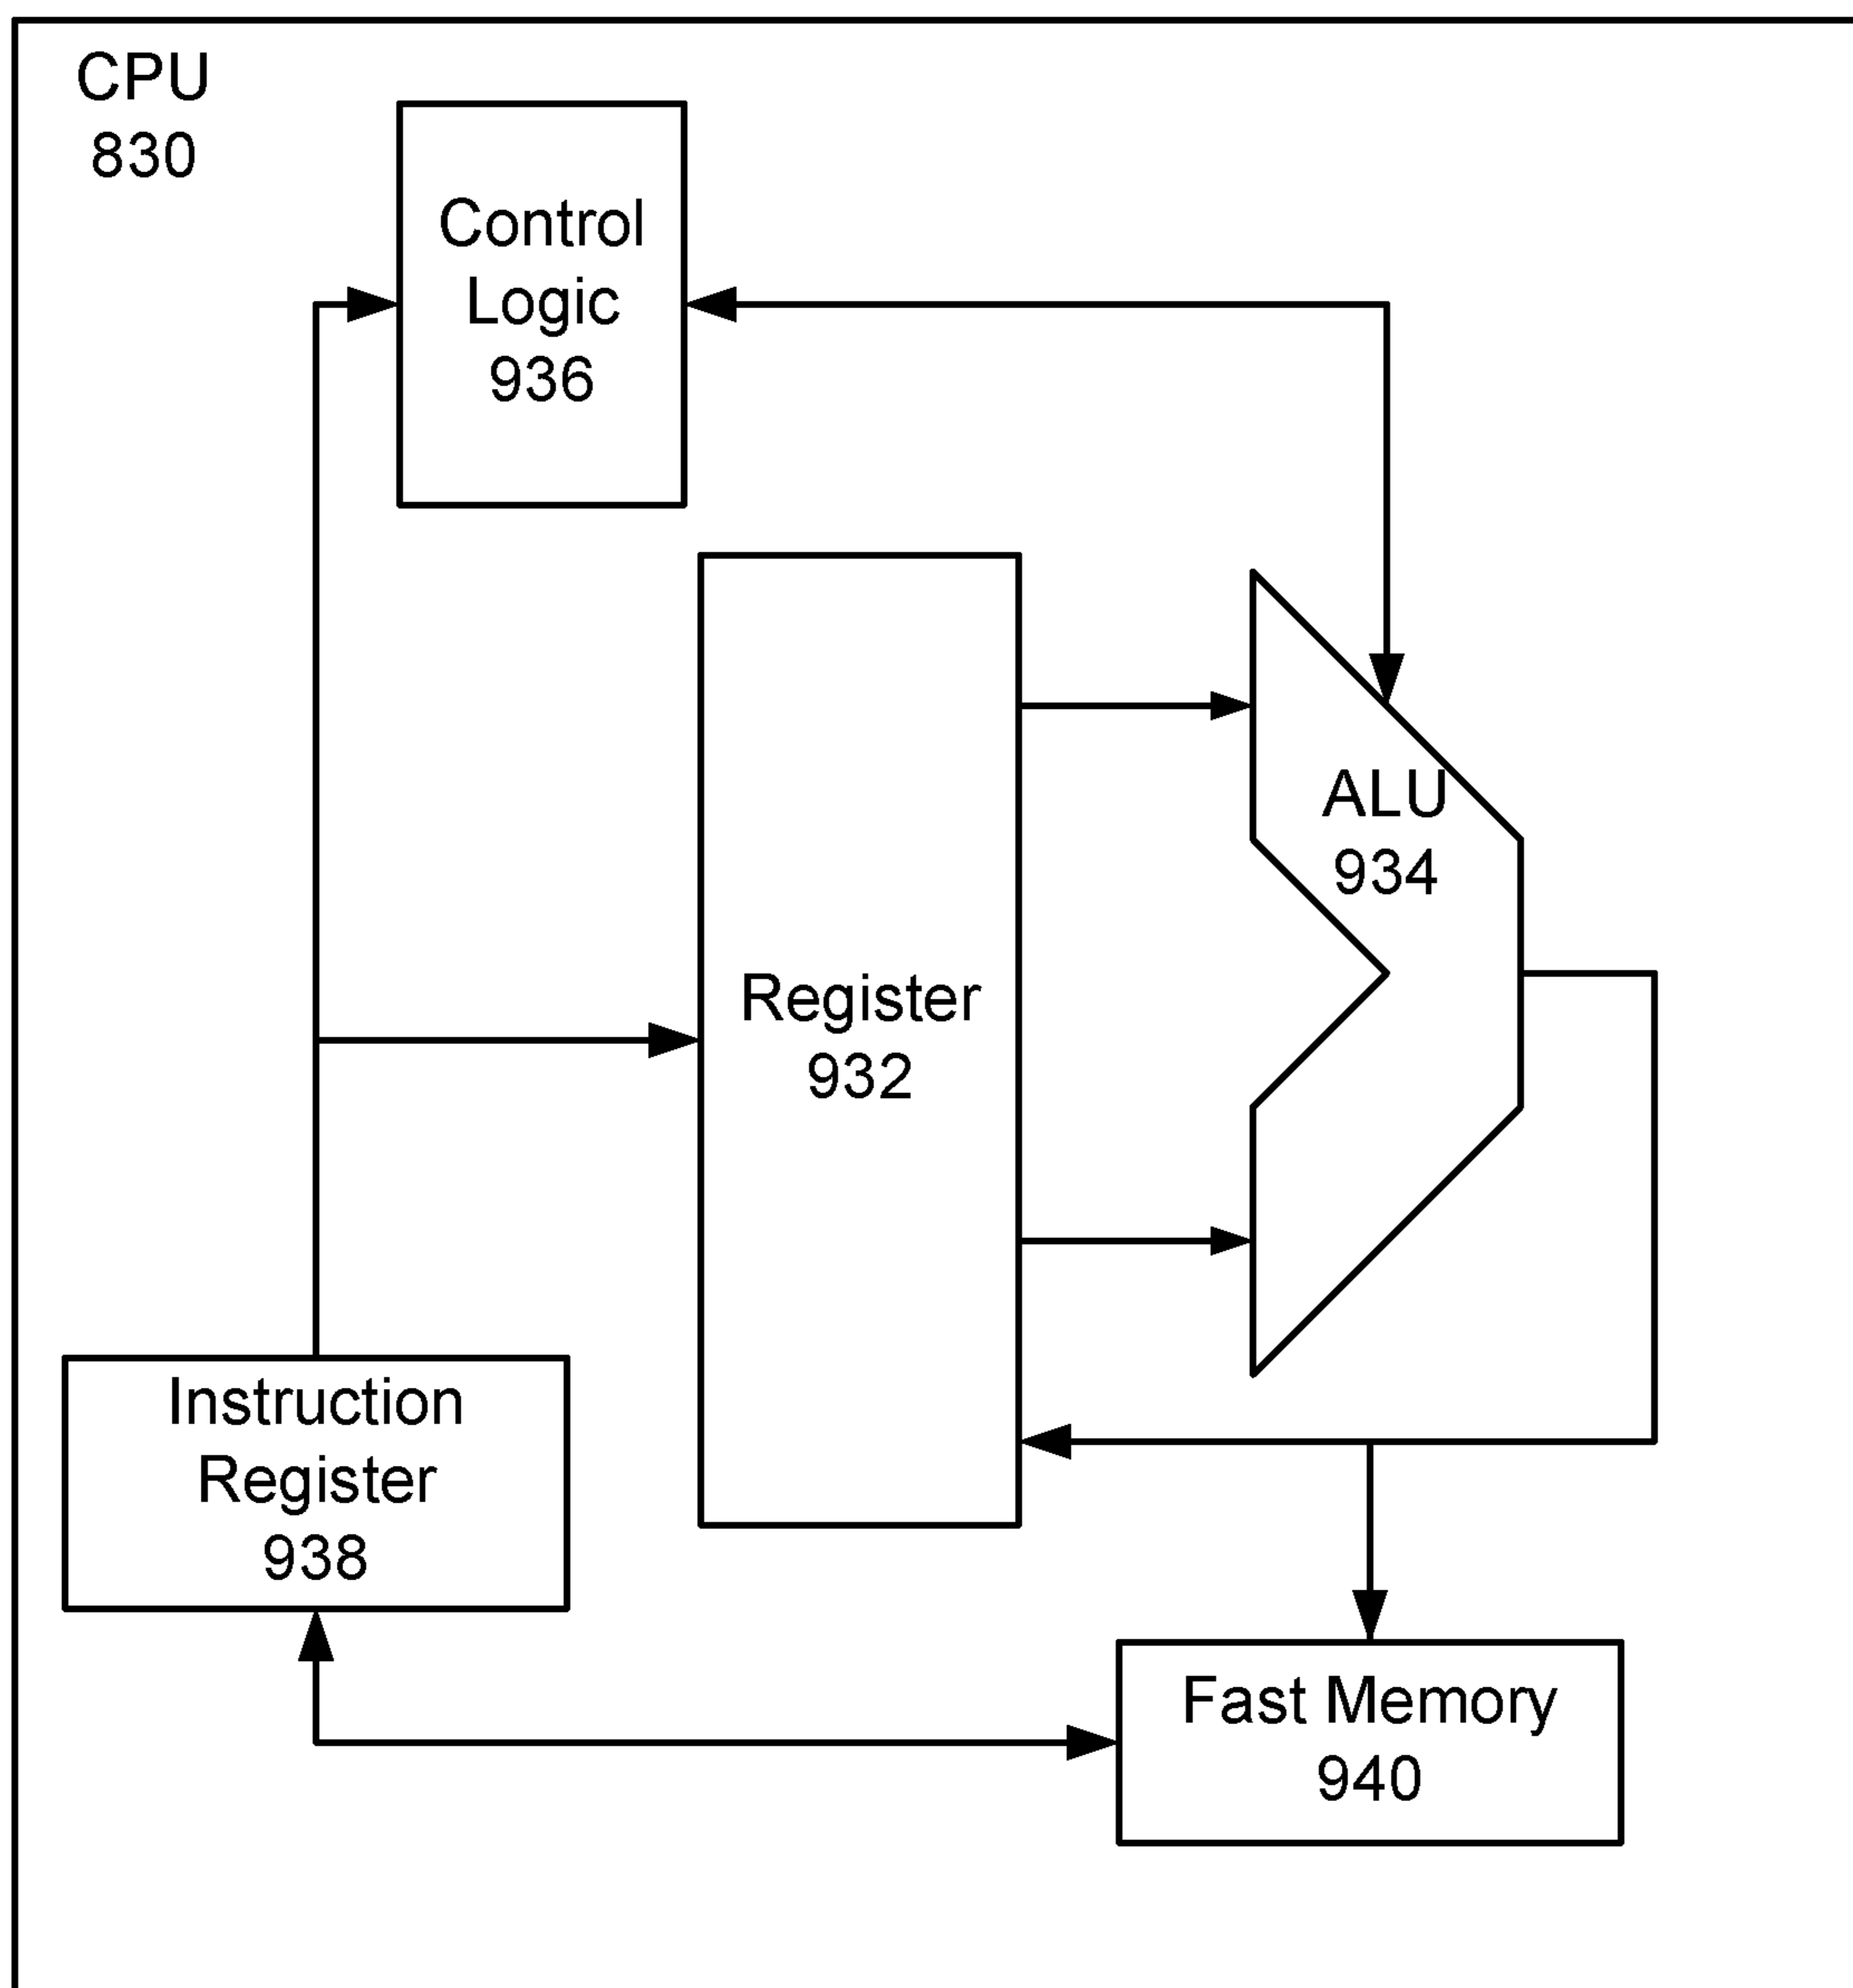 CPU
830
Control
Logic
936
ALU
934
Register
932
Instruction
Register
938
Fast Memory
940